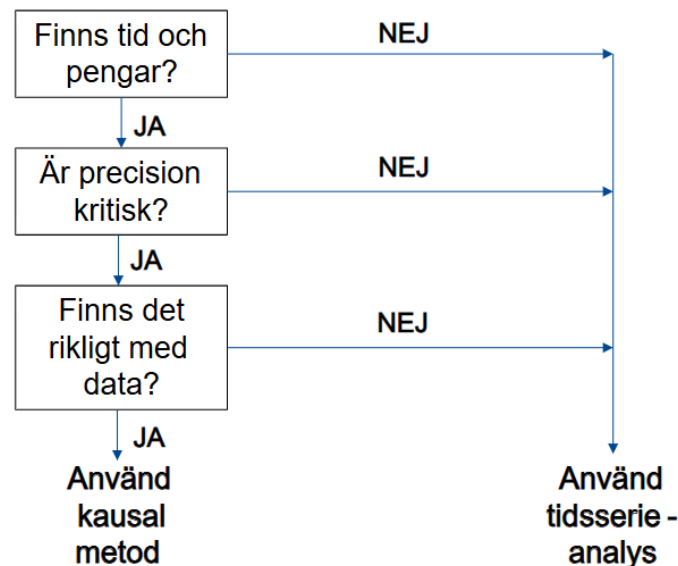 Finns tid och
pengar?
NEJ
JA
Är precision
kritisk?
NEJ
JA
Finns det
rikligt med
data?
NEJ
JA
Använd
kausal
metod
Använd
tidsserie -
analys